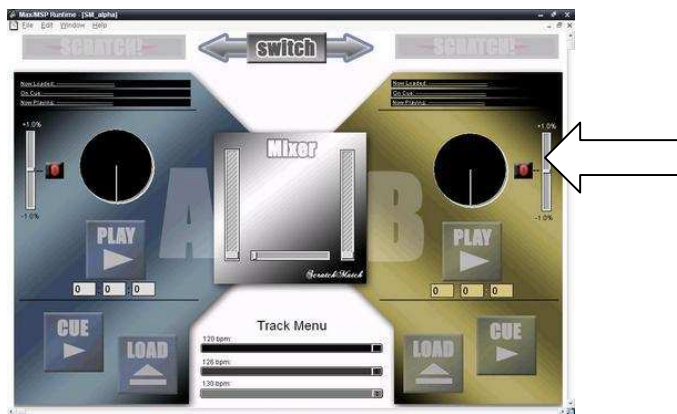 Max/MSP Runtime - [SM_alpha]
File Edit Window Help
SCRATCH!
switch
SCRATCH!
Now Loaded:
On Cue:
Now Playing:
Now Loaded:
On Cue:
Now Playing:
+1.0%
0
-1.0%
+1.0%
0
-1.0%
A
B
Mixer
ScratchMatch
PLAY
0 : 0 : 0
PLAY
0 : 0 : 0
CUE
LOAD
Track Menu
120 bpm:
126 bpm:
130 bpm:
LOAD
CUE